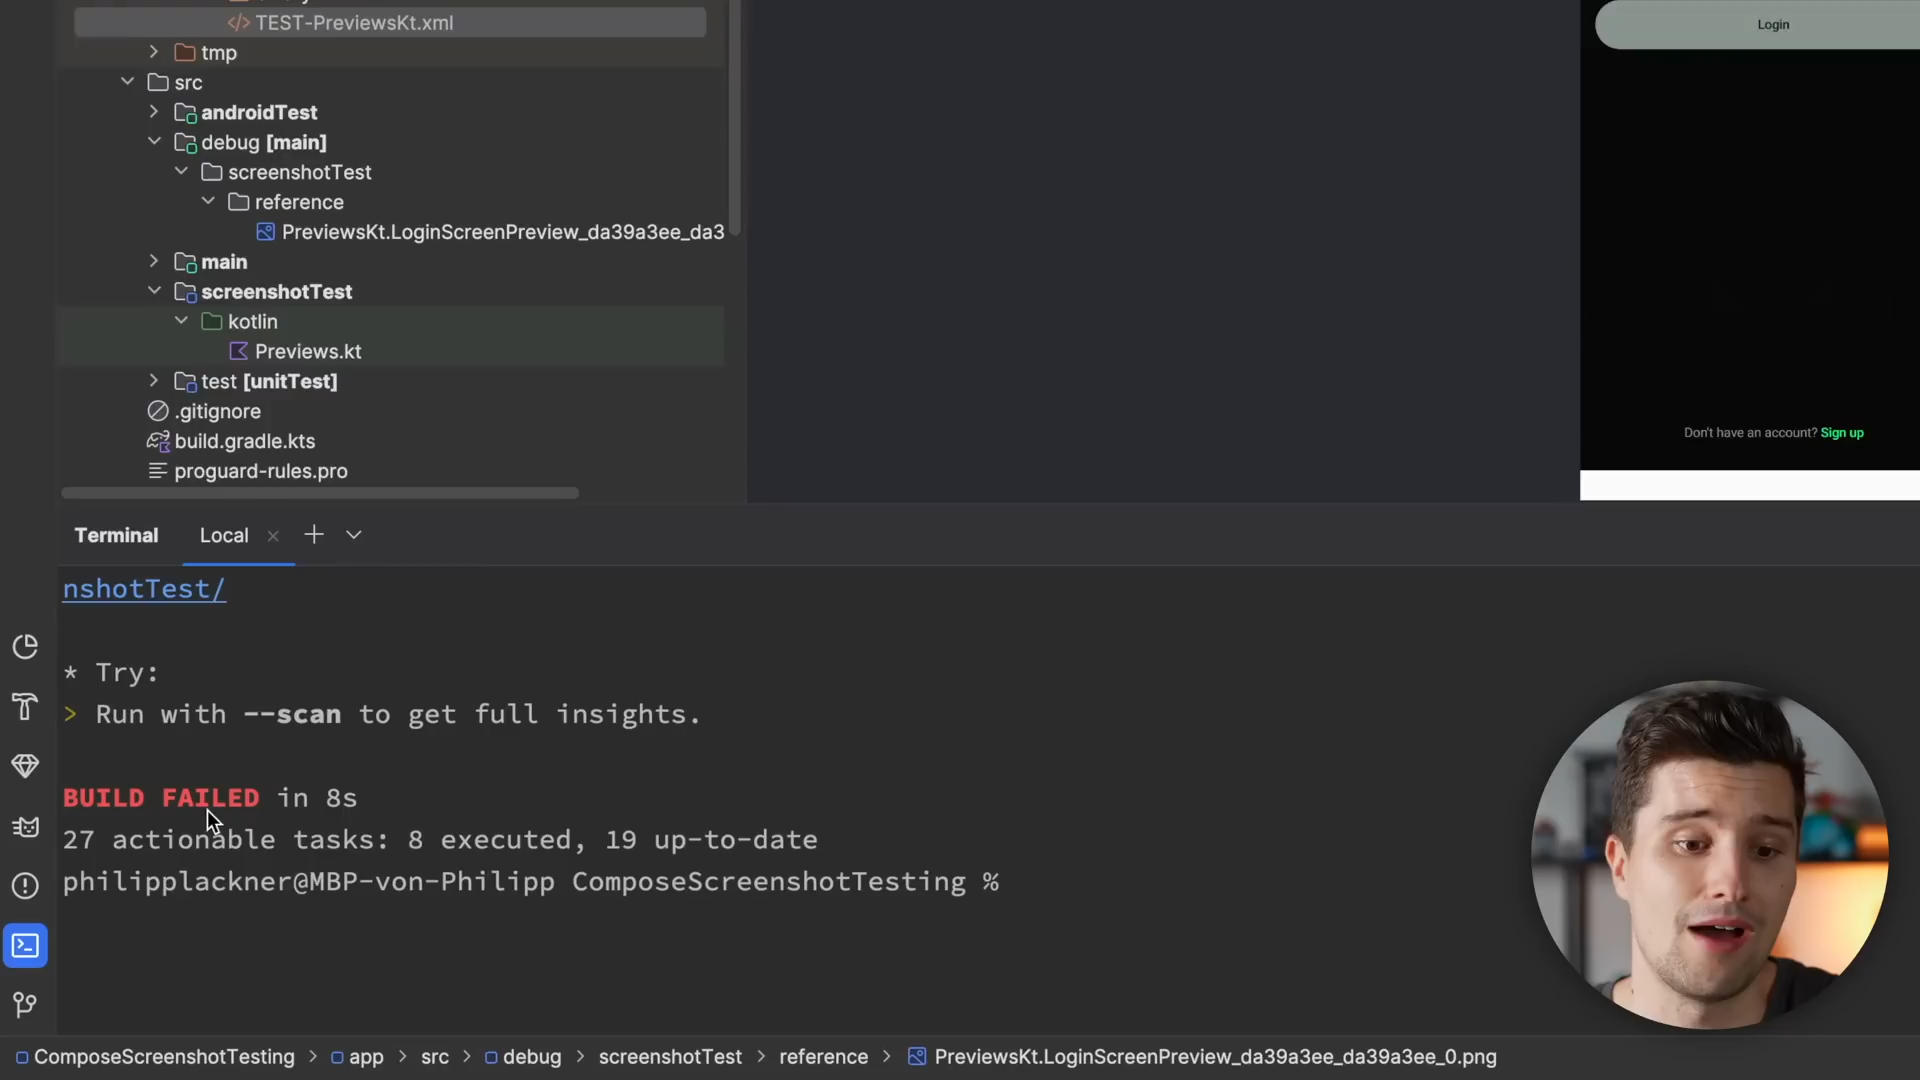 TEST-PreviewsKt.xml
tmp
src
androidTest
debug [main]
screenshotTest
reference
PreviewsKt.LoginScreenPreview_da39a3ee_da3
main
screenshotTest
kotlin
Previews.kt
test [unitTest]
.gitignore
build.gradle.kts
proguard-rules.pro
Login
Don't have an account? Sign up
Terminal
Local
nshotTest/
* Try:
> Run with --scan to get full insights.
BUILD FAILED in 8s
27 actionable tasks: 8 executed, 19 up-to-date
philipplackner@MBP-von-Philipp ComposeScreenshotTesting %
ComposeScreenshotTesting > app > src > debug > screenshotTest > reference > PreviewsKt.LoginScreenPreview_da39a3ee_da39a3ee_0.png